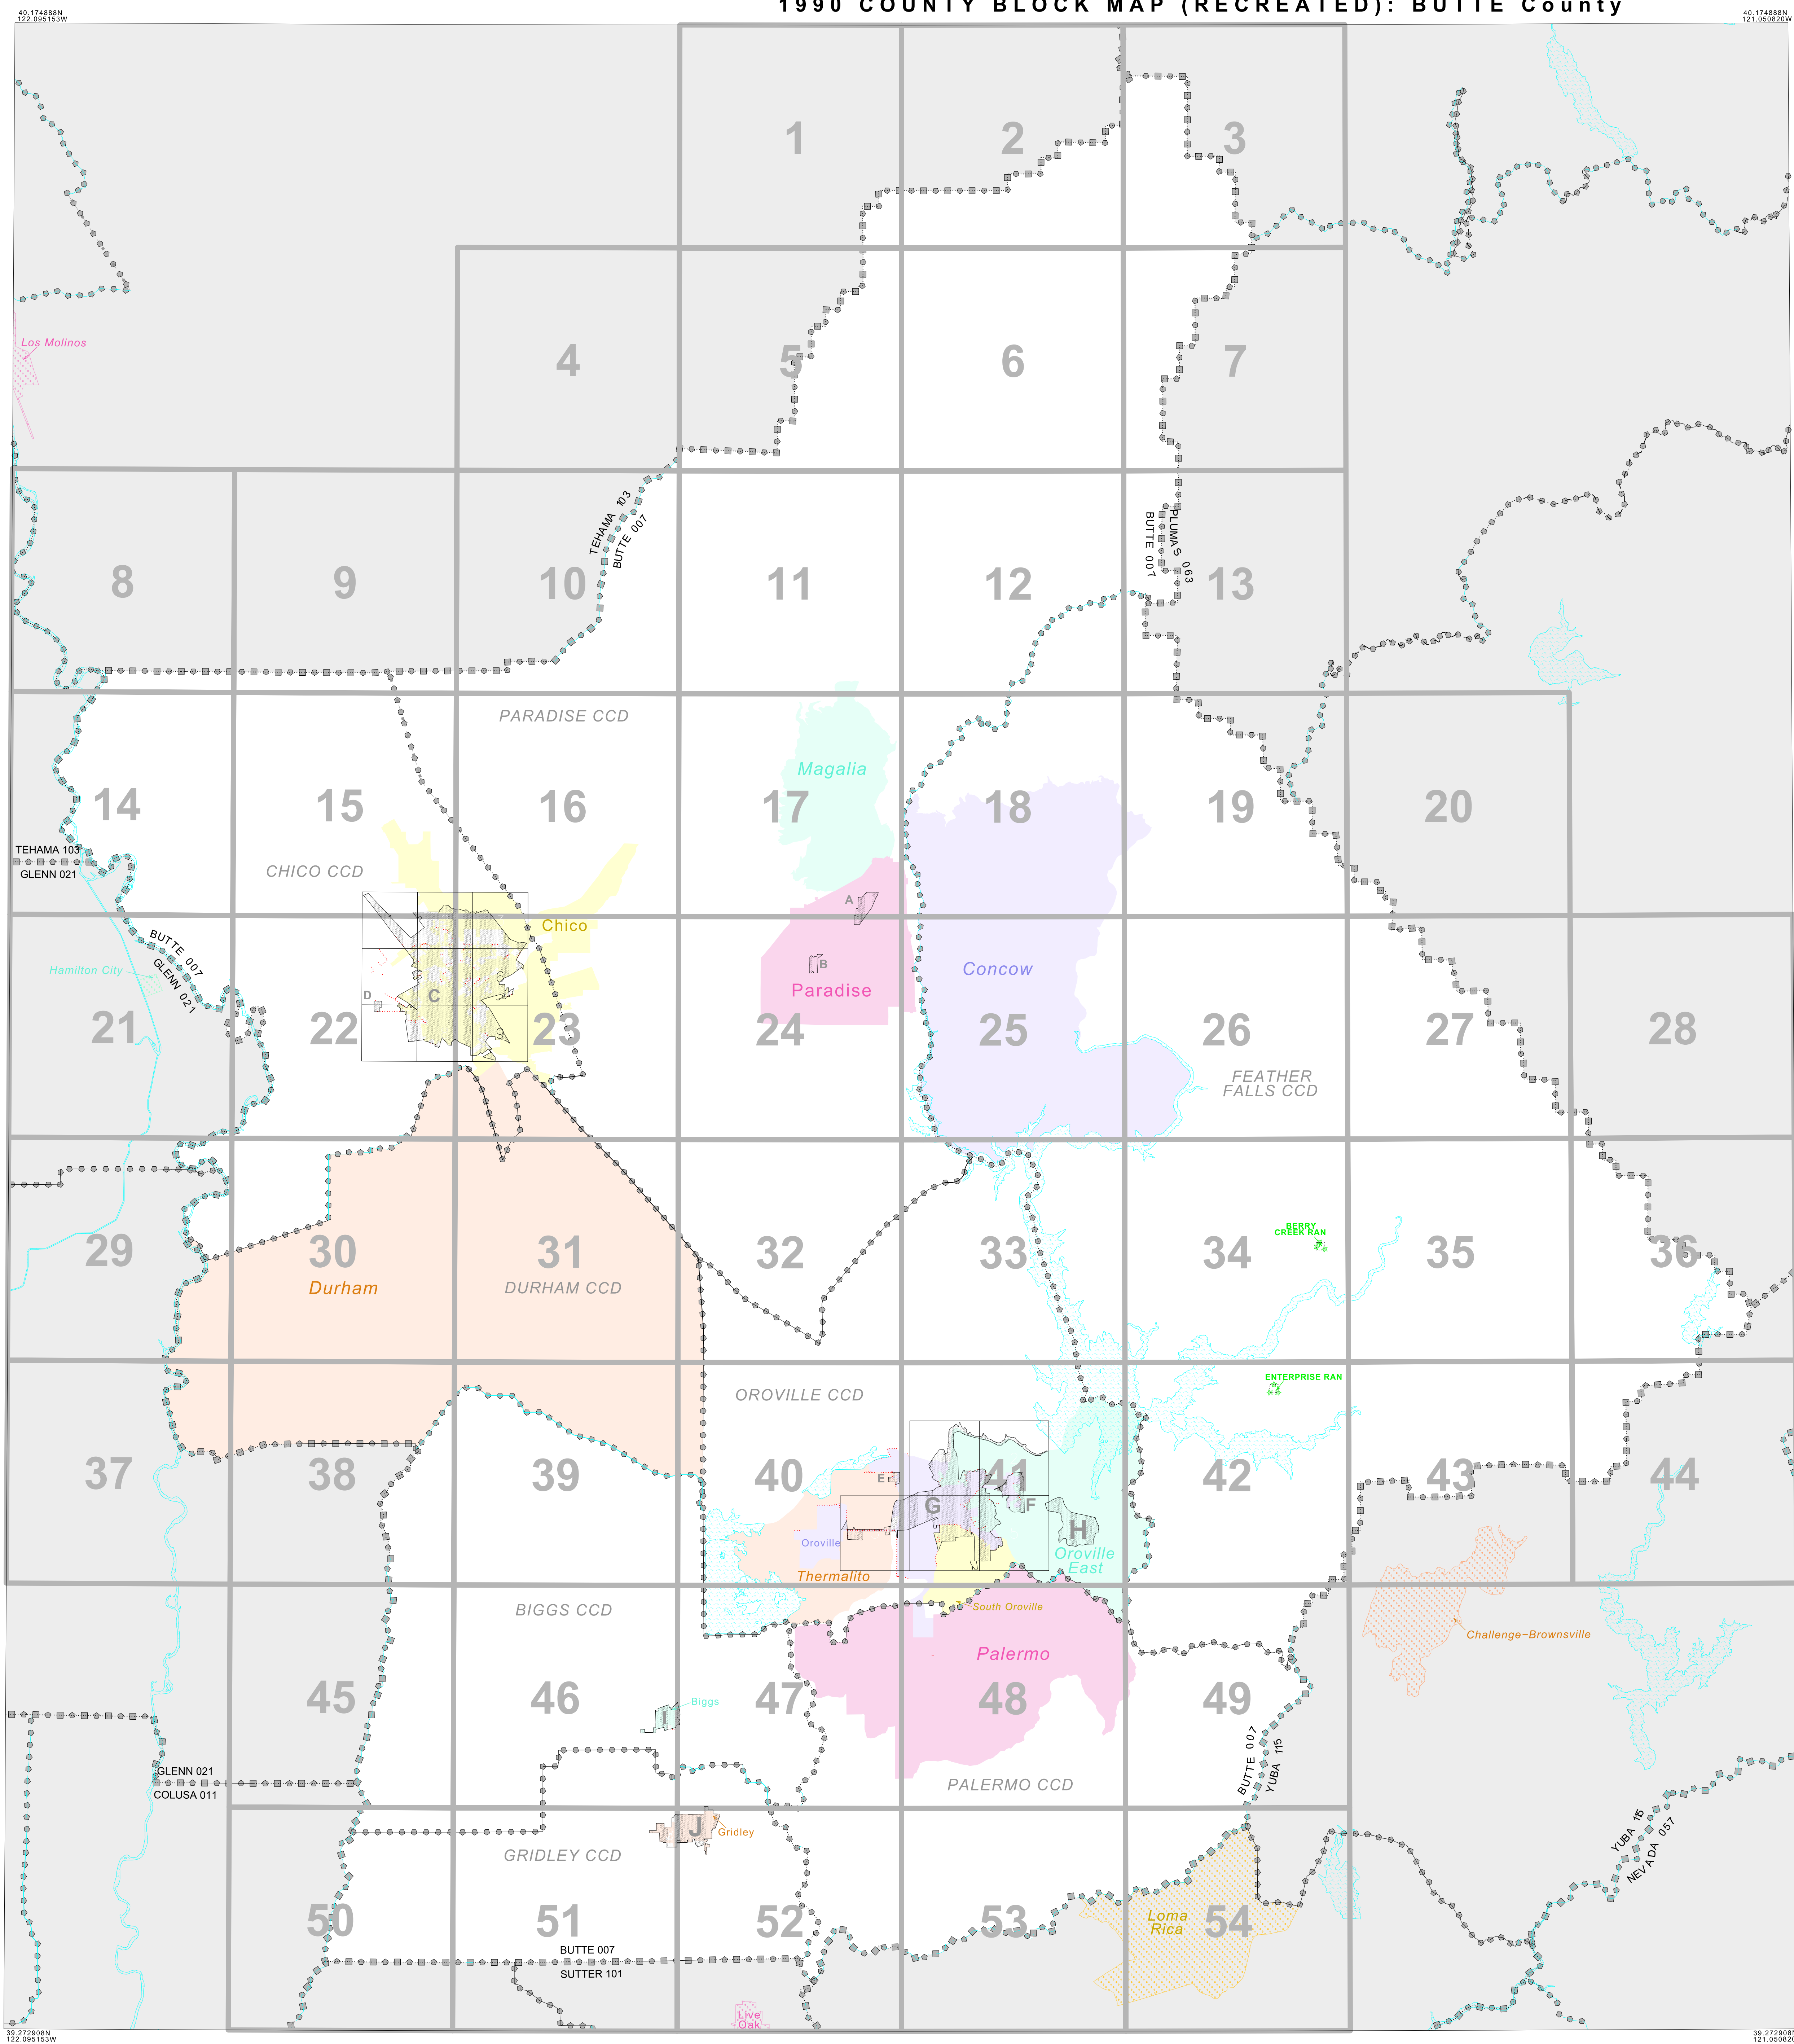 1990 COUNTY BLOCK MAP (RECREATED): BUTTE County
40.174888N
122.095153W
40.174888N
121.050820W
1
2
3
Los Molinos
4
5
6
7
TEHAMA 103
BUTTE 007
PLUMAS 063
BUTTE 007
8
9
10
11
12
13
PARADISE CCD
Magalia
14
15
16
17
18
19
20
TEHAMA 103
GLENN 021
CHICO CCD
A
Chico
BUTTE 007
GLENN 021
Hamilton City
B
Concow
6
D
C
Paradise
21
22
9
23
24
25
26
27
28
FEATHER
FALLS CCD
BERRY
CREEK RAN
29
30
31
32
33
34
35
36
Durham
DURHAM CCD
ENTERPRISE RAN
OROVILLE CCD
37
38
39
40
E
41
42
43
44
G
F
H
Oroville
Oroville
East
Thermalito
BIGGS CCD
South Oroville
Challenge-Brownsville
Palermo
45
46
47
48
49
Biggs
I
BUTTE 007
YUBA 115
GLENN 021
COLUSA 011
PALERMO CCD
J
Gridley
GRIDLEY CCD
YUBA 115
NEVADA 057
50
51
52
53
Loma
Rica
54
BUTTE 007
SUTTER 101
Live
Oak
39.272908N
122.095153W
39.272908N
121.050820W